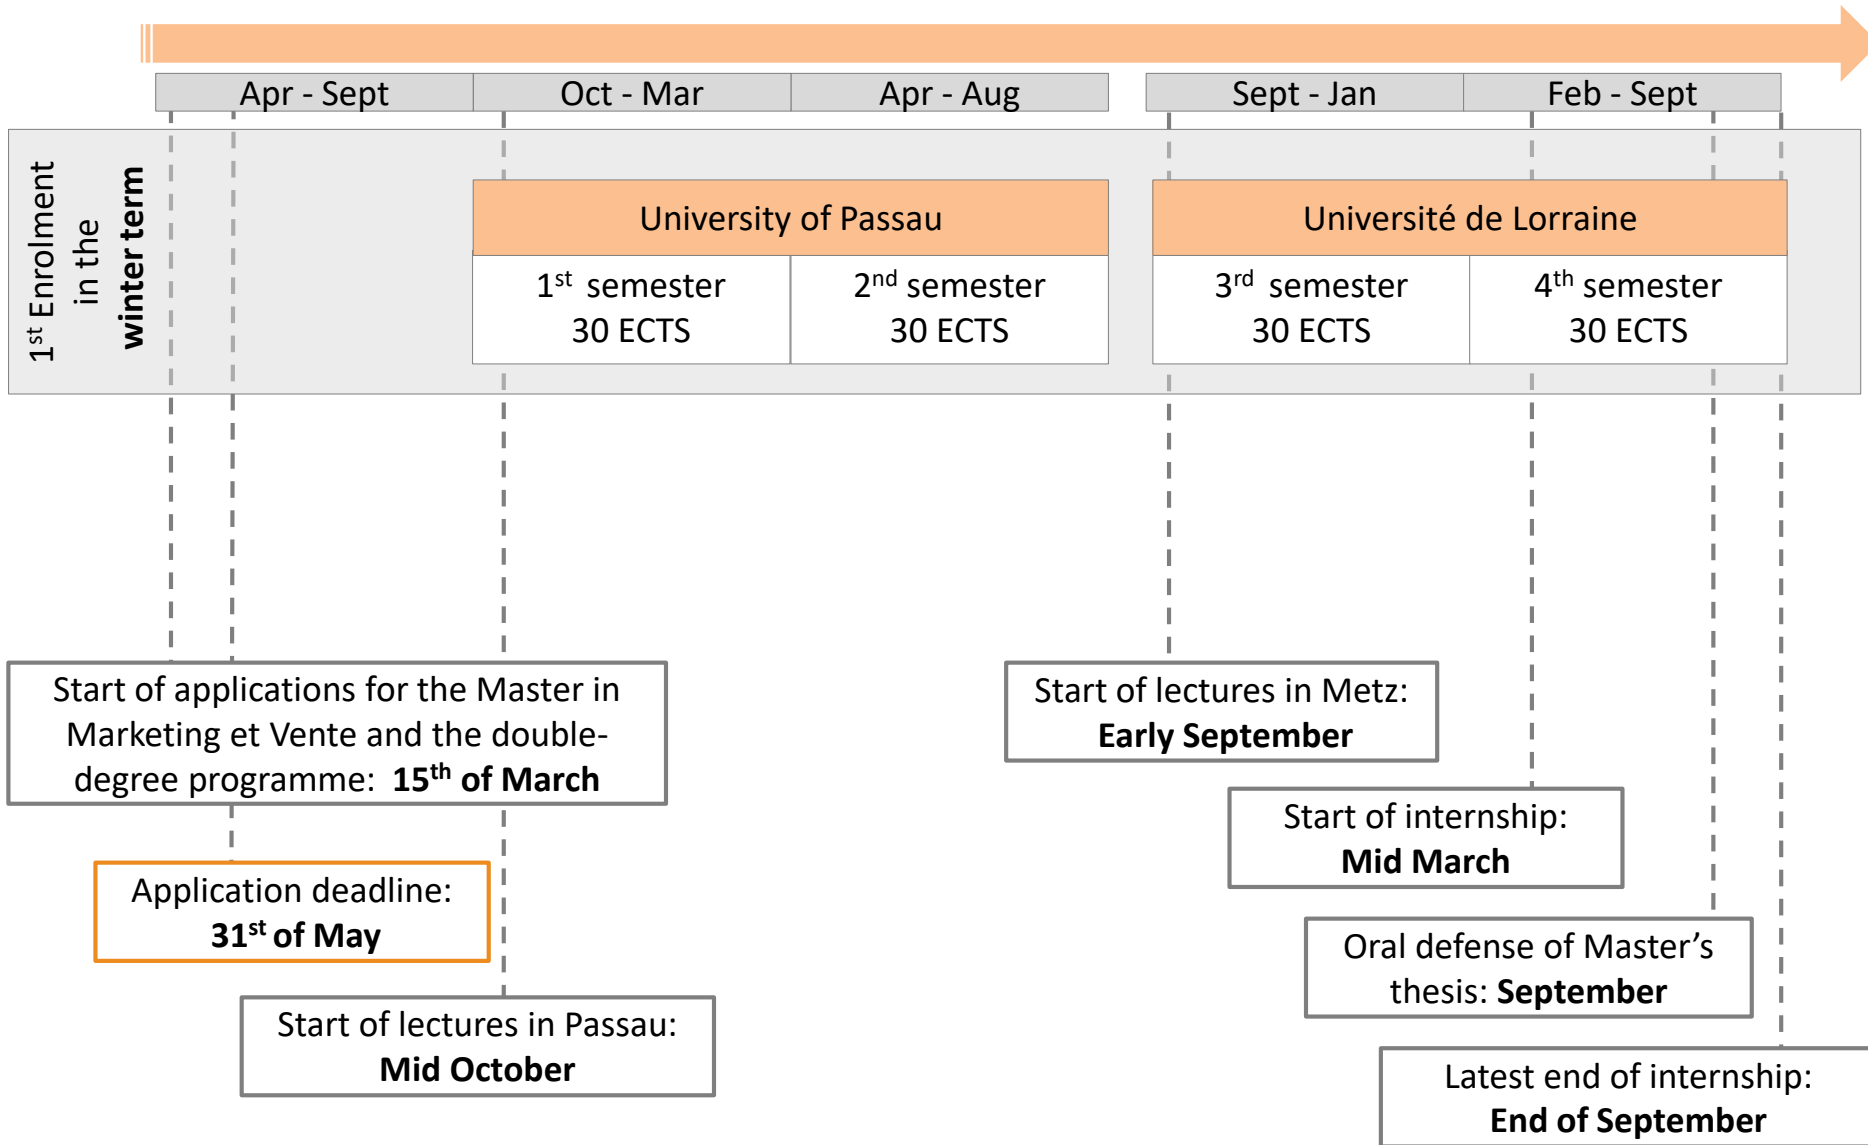 Apr - Sept
Oct - Mar
Apr - Aug
Sept - Jan
Feb - Sept
1st Enrolment
in the
winter term
University of Passau
Université de Lorraine
1st semester
30 ECTS
2nd semester
30 ECTS
3rd semester
30 ECTS
4th semester
30 ECTS
Start of applications for the Master in
Marketing et Vente and the double-
degree programme: 15th of March
Application deadline:
31st of May
Start of lectures in Passau:
Mid October
Start of lectures in Metz:
Early September
Start of internship:
Mid March
Oral defense of Master’s
thesis: September
Latest end of internship:
End of September